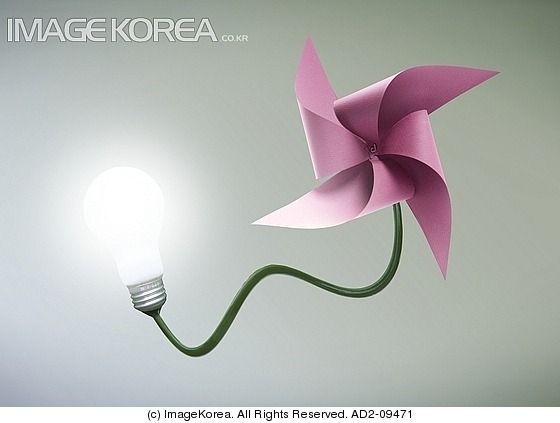 IMAGE KOREA.CO.KR
(c) ImageKorea. All Rights Reserved. AD2-09471